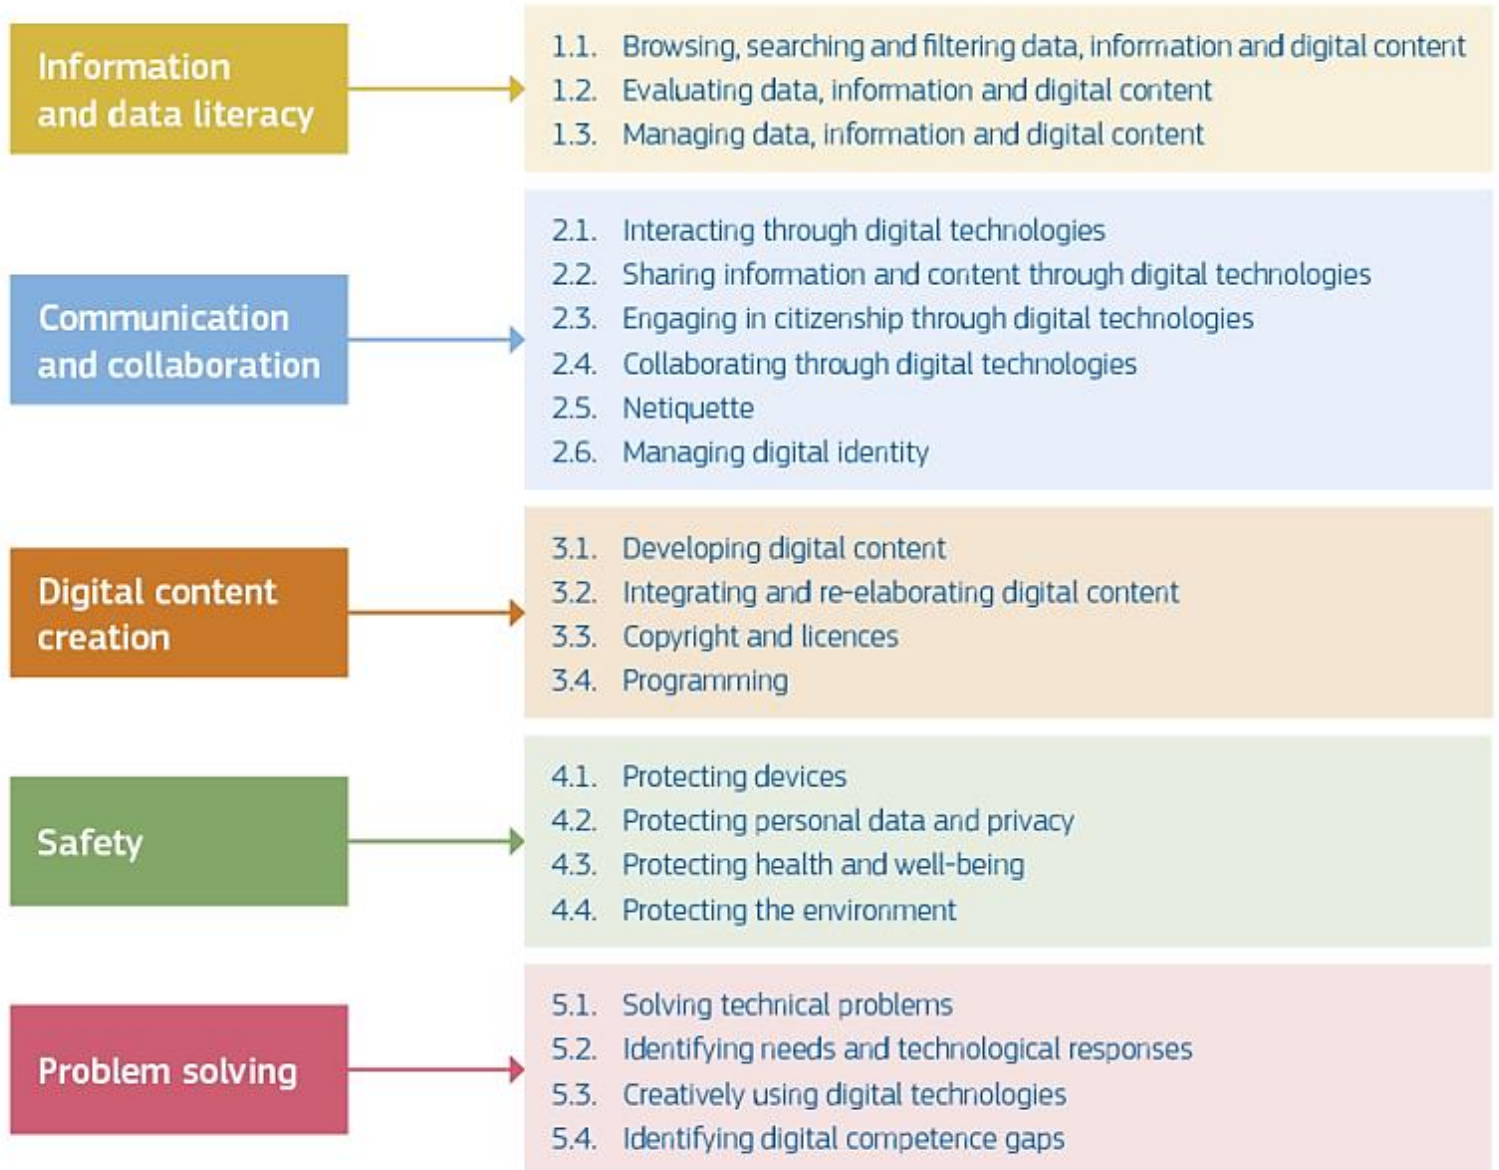 Information
and data literacy
1.1. Browsing, searching and filtering data, information and digital content
1.2. Evaluating data, information and digital content
1.3. Managing data, information and digital content
Communication
and collaboration
2.1. Interacting through digital technologies
2.2. Sharing information and content through digital technologies
2.3. Engaging in citizenship through digital technologies
2.4. Collaborating through digital technologies
2.5. Netiquette
2.6. Managing digital identity
Digital content
creation
3.1. Developing digital content
3.2. Integrating and re-elaborating digital content
3.3. Copyright and licences
3.4. Programming
Safety
4.1. Protecting devices
4.2. Protecting personal data and privacy
4.3. Protecting health and well-being
4.4. Protecting the environment
Problem solving
5.1. Solving technical problems
5.2. Identifying needs and technological responses
5.3. Creatively using digital technologies
5.4. Identifying digital competence gaps